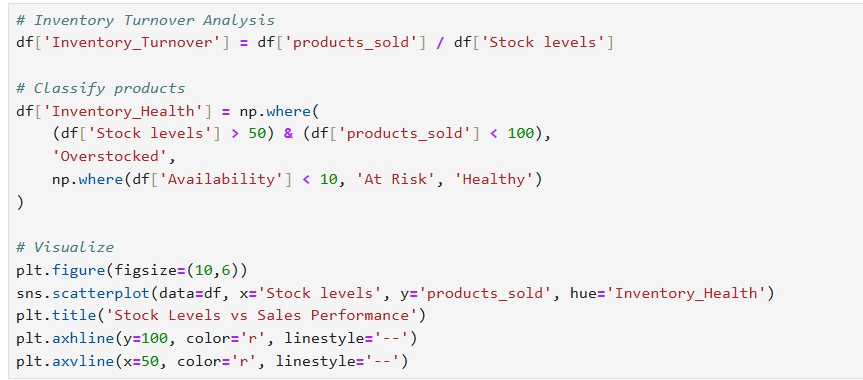 # Inventory Turnover Analysis
df['Inventory_Turnover'] = df['products_sold'] / df['Stock levels']

# Classify products
df['Inventory_Health'] = np.where(
    (df['Stock levels'] > 50) & (df['products_sold'] < 100),
    'Overstocked',
    np.where(df['Availability'] < 10, 'At Risk', 'Healthy')
)

# Visualize
plt.figure(figsize=(10,6))
sns.scatterplot(data=df, x='Stock levels', y='products_sold', hue='Inventory_Health')
plt.title('Stock Levels vs Sales Performance')
plt.axhline(y=100, color='r', linestyle='--')
plt.axvline(x=50, color='r', linestyle='--')